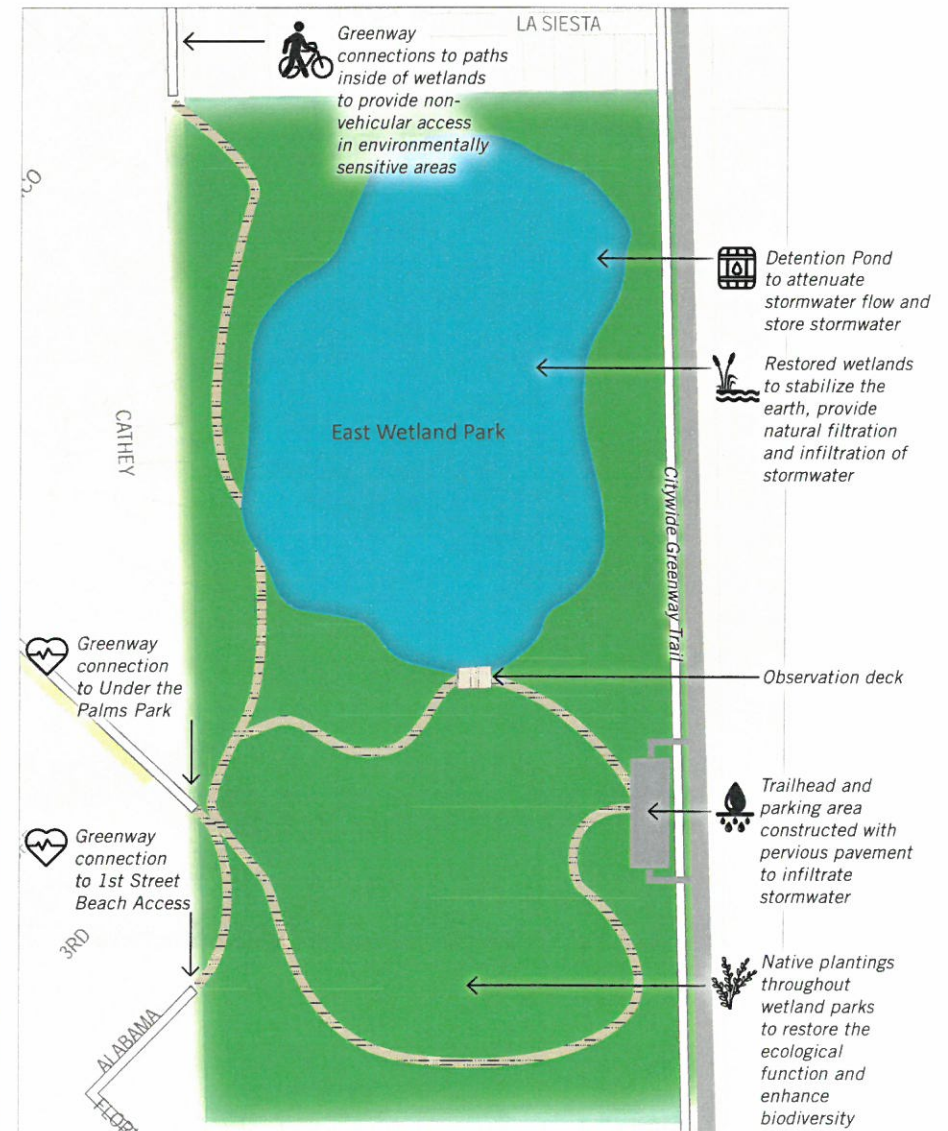 LA SIESTA
Greenway
connections to paths
inside of wetlands
to provide non-
vehicular access
in environmentally
sensitive areas
Detention Pond
to attenuate
stormwater flow and
store stormwater
Restored wetlands
to stabilize the
earth, provide
natural filtration
and infiltration of
stormwater
East Wetland Park
CATHEY
Citywide Greenway Trail
Greenway
connection
to Under the
Palms Park
Observation deck
Trailhead and
parking area
constructed with
pervious pavement
to infiltrate
stormwater
Greenway
connection
to 1st Street
Beach Access
3RD
Native plantings
throughout
wetland parks
to restore the
ecological
function and
enhance
biodiversity
ALABAMA